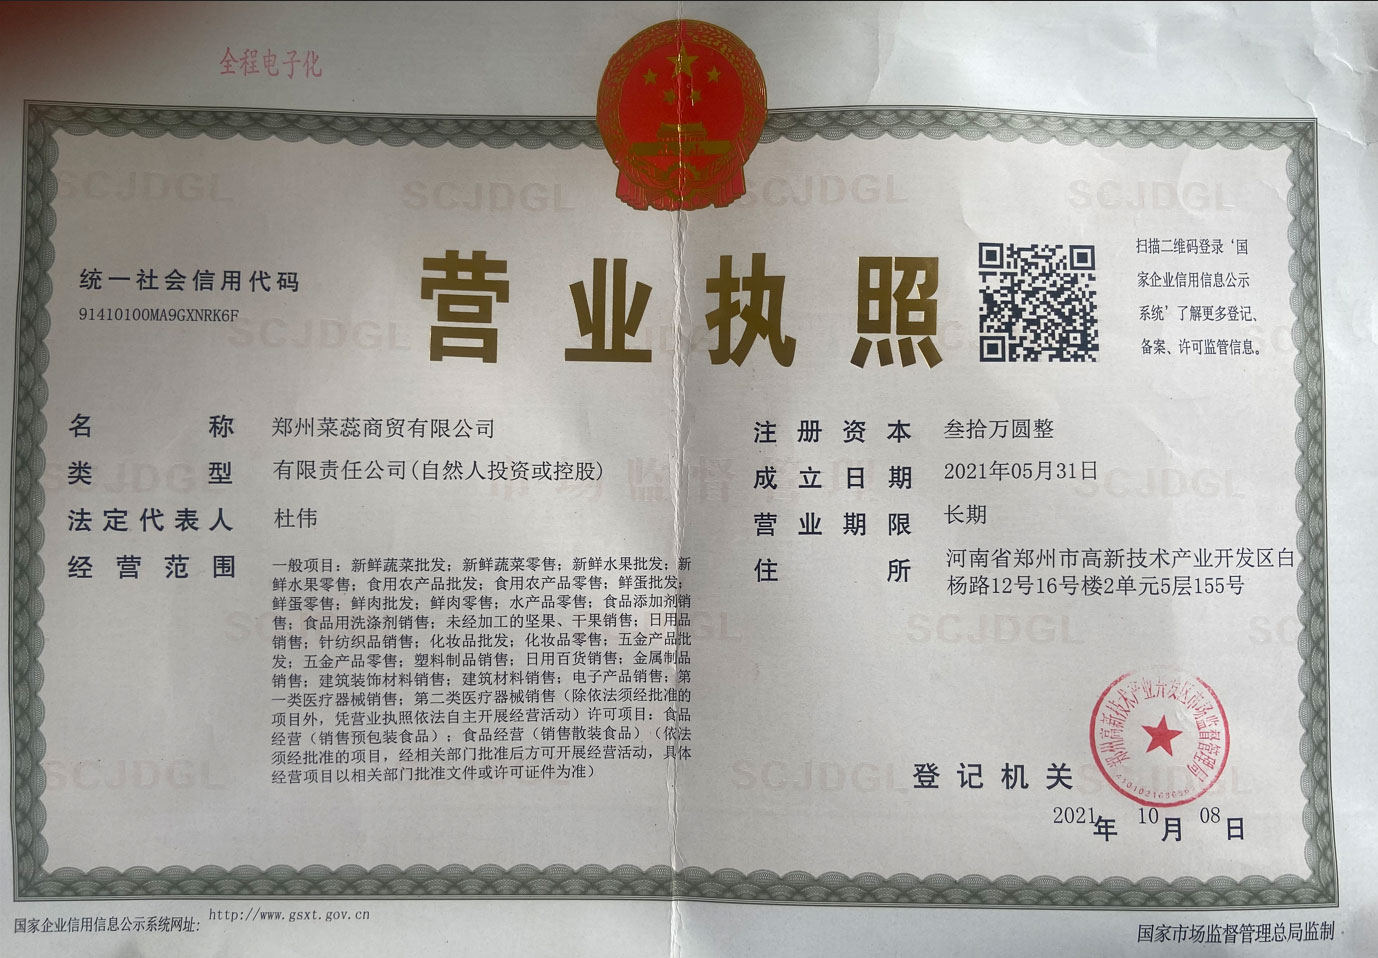 全程电子化
营业执照
统一社会信用代码
91410100MA9GXNRK6F
扫描二维码登录‘国
家企业信用信息公示
系统’了解更多登记、
备案、许可监管信息。
名称 郑州菜蕊商贸有限公司
类型 有限责任公司(自然人投资或控股)
法定代表人 杜伟
经营范围 一般项目：新鲜蔬菜批发；新鲜蔬菜零售；新鲜水果批发；新
鲜水果零售；食用农产品批发；食用农产品零售；鲜蛋批发；
鲜蛋零售；鲜肉批发；鲜肉零售；水产品零售；食品添加剂销
售；食品用洗涤剂销售；未经加工的坚果、干果销售；日用品
销售；针纺织品销售；化妆品批发；化妆品零售；五金产品批
发；五金产品零售；塑料制品销售；日用百货销售；金属制品
销售；建筑装饰材料销售；建筑材料销售；电子产品销售；第
一类医疗器械销售；第二类医疗器械销售（除依法须经批准的
项目外，凭营业执照依法自主开展经营活动）许可项目：食品
经营（销售预包装食品）；食品经营（销售散装食品）（依法
须经批准的项目，经相关部门批准后方可开展经营活动，具体
经营项目以相关部门批准文件或许可证件为准）
注册资本 叁拾万圆整
成立日期 2021年05月31日
营业期限 长期
住所 河南省郑州市高新技术产业开发区白
杨路12号16号楼2单元5层155号
郑州高新技术产业开发区市场监督管理局
登记机关
2021年10月08日
国家企业信用信息公示系统网址：http://www.gsxt.gov.cn
国家市场监督管理总局监制